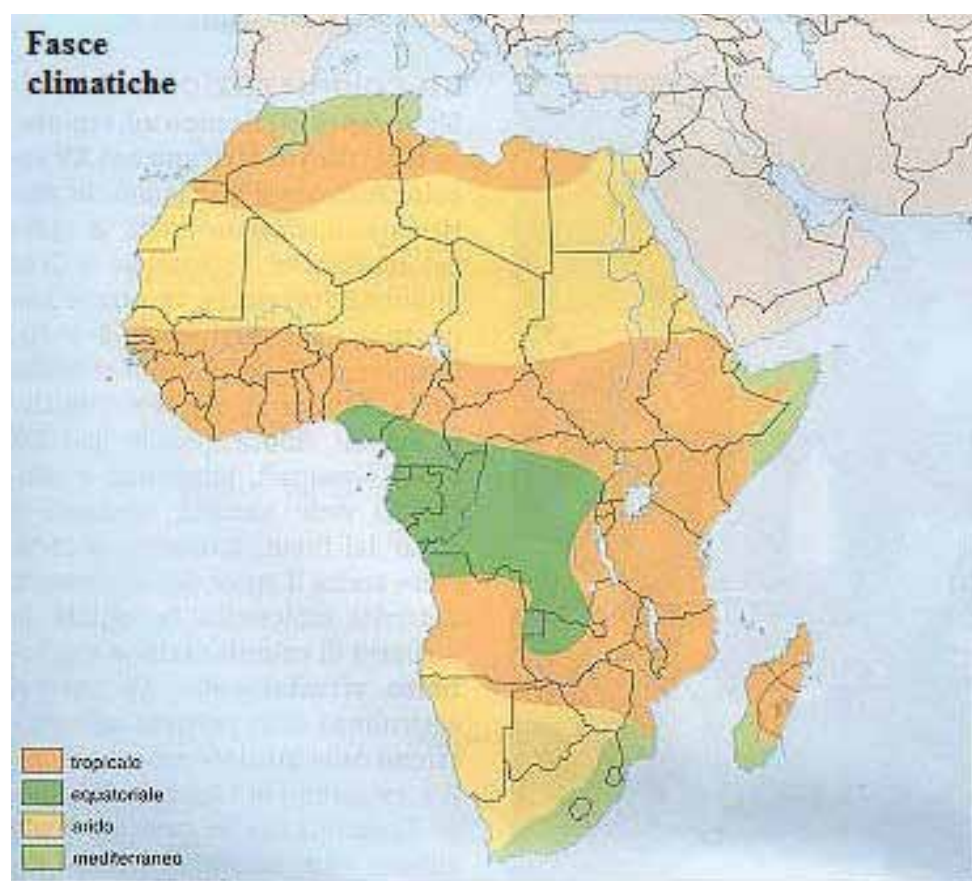 Fasce
climatiche
tropicale
equatoriale
arido
mediterraneo